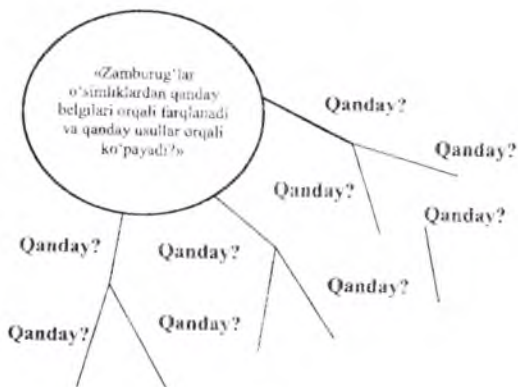 «Zamburug'lar
o'simliklardan qanday
belgilari orqali farqlanadi
va qanday usullar orqali
ko'payadi?»
Qanday?
Qanday?
Qanday?
Qanday?
Qanday?
Qanday?
Qanday?
Qanday?
Qanday?